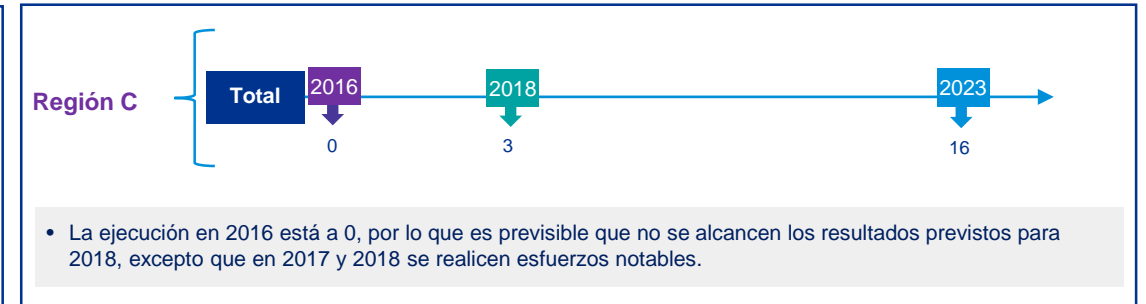 Región C
Total
2016
2018
2023
0
3
16
• La ejecución en 2016 está a 0, por lo que es previsible que no se alcancen los resultados previstos para
2018, excepto que en 2017 y 2018 se realicen esfuerzos notables.